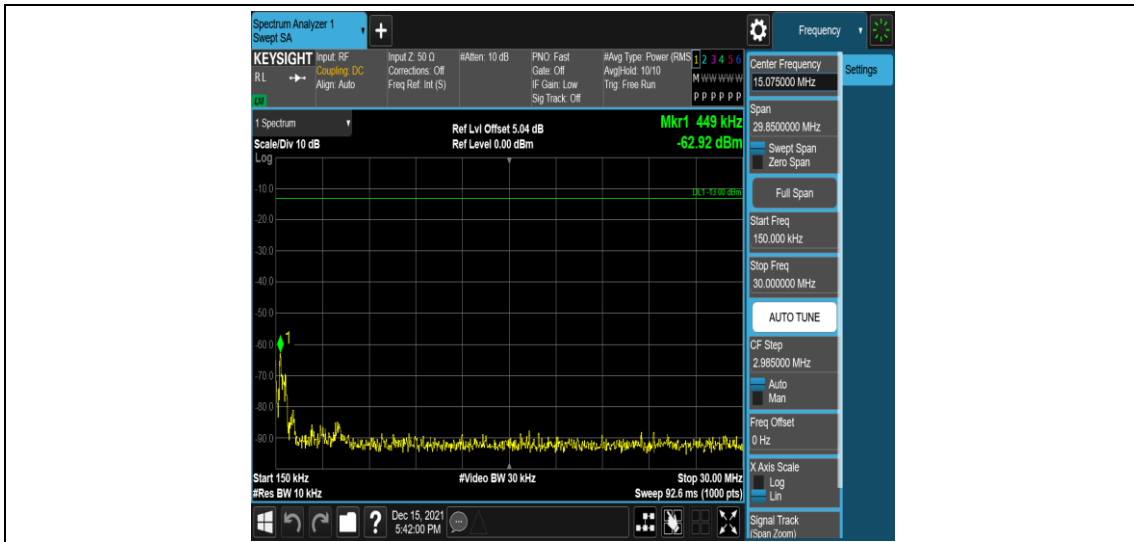 Spectrum Analyzer 1
Swept SA
+
Frequency
KEYSIGHT
RL
LXI
Input: RF
Coupling: DC
Align: Auto
Input Z: 50 Ω
Corrections: Off
Freq Ref: Int (S)
#Atten: 10 dB
PNO: Fast
Gate: Off
IF Gain: Low
Sig Track: Off
#Avg Type: Power (RMS
Avg|Hold: 10/10
Trig: Free Run
1 2 3 4 5 6
M W W W W W
P P P P P P
1 Spectrum
Scale/Div 10 dB
Ref Lvl Offset 5.04 dB
Ref Level 0.00 dBm
Mkr1 449 kHz
-62.92 dBm
Log
DL1 -13.00 dBm
-10.0
-20.0
-30.0
-40.0
-50.0
-60.0
-70.0
-80.0
-90.0
1
Start 150 kHz
#Res BW 10 kHz
#Video BW 30 kHz
Stop 30.00 MHz
Sweep 92.6 ms (1000 pts)
Dec 15, 2021
5:42:00 PM
?
Center Frequency
15.075000 MHz
Settings
Span
29.8500000 MHz
Swept Span
Zero Span
Full Span
Start Freq
150.000 kHz
Stop Freq
30.000000 MHz
AUTO TUNE
CF Step
2.985000 MHz
Auto
Man
Freq Offset
0 Hz
X Axis Scale
Log
Lin
Signal Track
(Span Zoom)